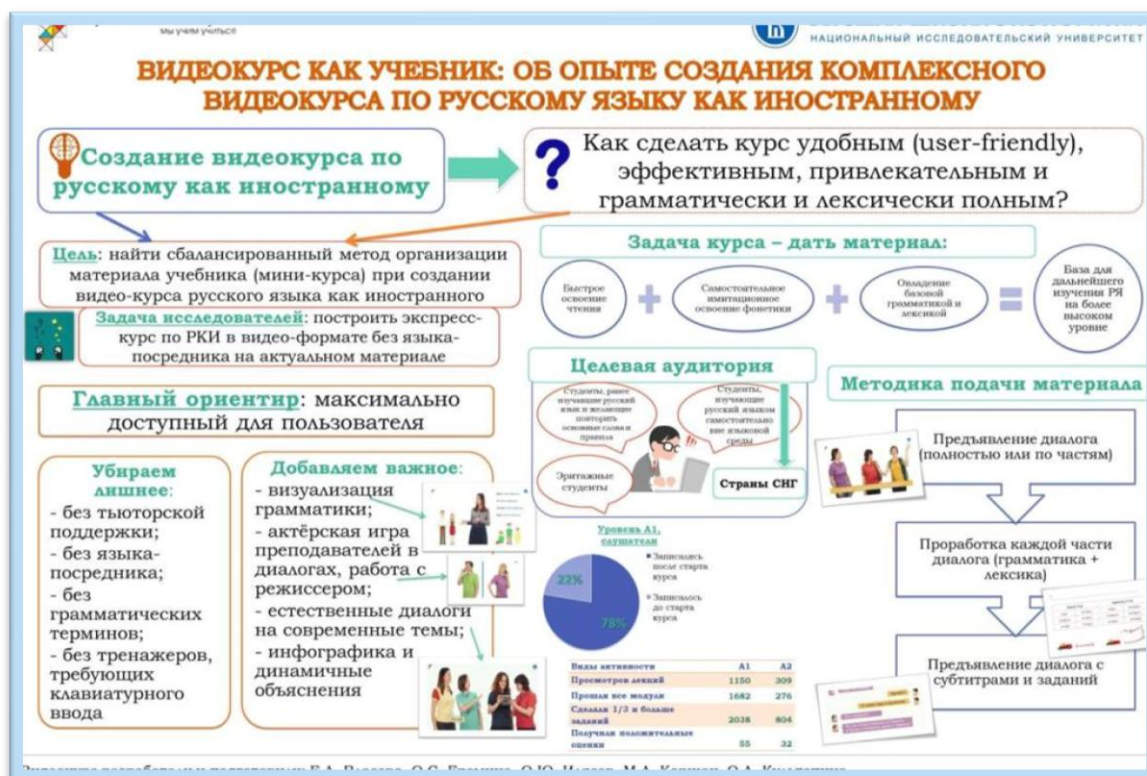 мы учим учиться
НАЦИОНАЛЬНЫЙ ИССЛЕДОВАТЕЛЬСКИЙ УНИВЕРСИТЕТ
ВИДЕОКУРС КАК УЧЕБНИК: ОБ ОПЫТЕ СОЗДАНИЯ КОМПЛЕКСНОГО
ВИДЕОКУРСА ПО РУССКОМУ ЯЗЫКУ КАК ИНОСТРАННОМУ
Создание видеокурса по
русскому как иностранному
?
Как сделать курс удобным (user-friendly),
эффективным, привлекательным и
грамматически и лексически полным?
Цель: найти сбалансированный метод организации
материала учебника (мини-курса) при создании
видео-курса русского языка как иностранного
Задача исследователей: построить экспресс-
курс по РКИ в видео-формате без языка-
посредника на актуальном материале
Задача курса – дать материал:
Быстрое
освоение
чтения
+
Самостоятельное
имитационное
освоение фонетики
+
Овладение
базовой
грамматикой и
лексикой
=
База для
дальнейшего
изучения РЯ
на более
высоком
уровне
Главный ориентир: максимально
доступный для пользователя
Убираем
лишнее:
- без тьюторской
поддержки;
- без языка-
посредника;
- без
грамматических
терминов;
- без тренажеров,
требующих
клавиатурного
ввода
Добавляем важное:
- визуализация
грамматики;
- актёрская игра
преподавателей в
диалогах, работа с
режиссером;
- естественные диалоги
на современные темы;
- инфографика и
динамичные
объяснения
Целевая аудитория
Студенты, ранее
изучавшие русский
язык и желающие
повторить
основные слова и
правила
Студенты,
изучающие
русский языком
самостоятельно
вне языковой
среды
Эритажные
студенты
Страны СНГ
Уровень А1,
слушатели
22%
78%
Записались
после старта
курса
Записалось
до старта
курса
Виды активности А1 А2
Просмотров лекций 1150 309
Прошли все модули 1682 276
Сделали 1/3 и больше
заданий 2038 804
Получили положительные
оценки 55 32
Методика подачи материала
Предъявление диалога
(полностью или по частям)
Проработка каждой части
диалога (грамматика +
лексика)
Предъявление диалога с
субтитрами и заданий